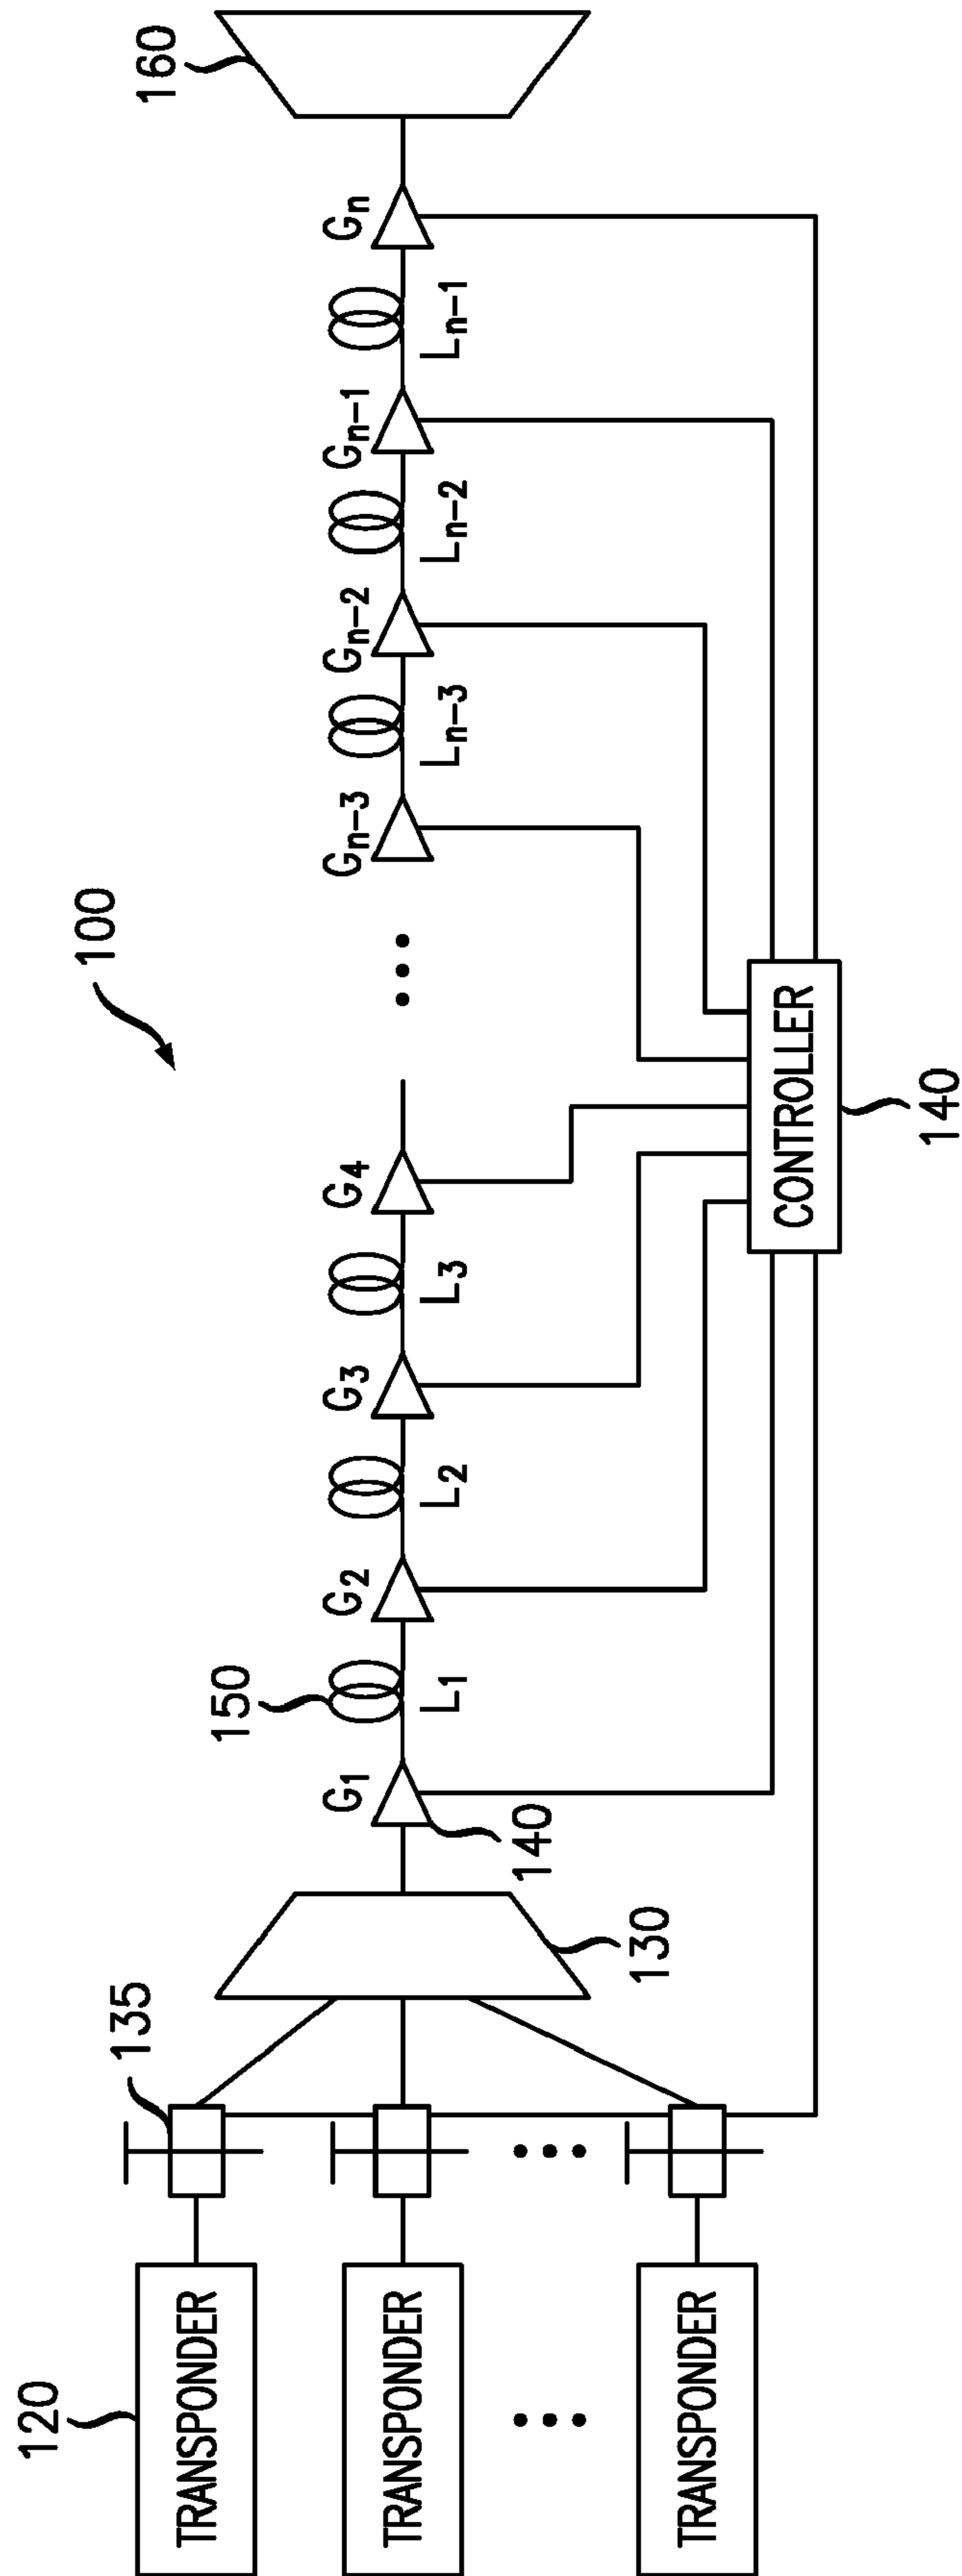 100
160
120
135
150
G1
G2
G3
G4
Gn-3
Gn-2
Gn-1
Gn
L1
L2
L3
Ln-3
Ln-2
Ln-1
TRANSPONDER
TRANSPONDER
TRANSPONDER
130
140
CONTROLLER
140